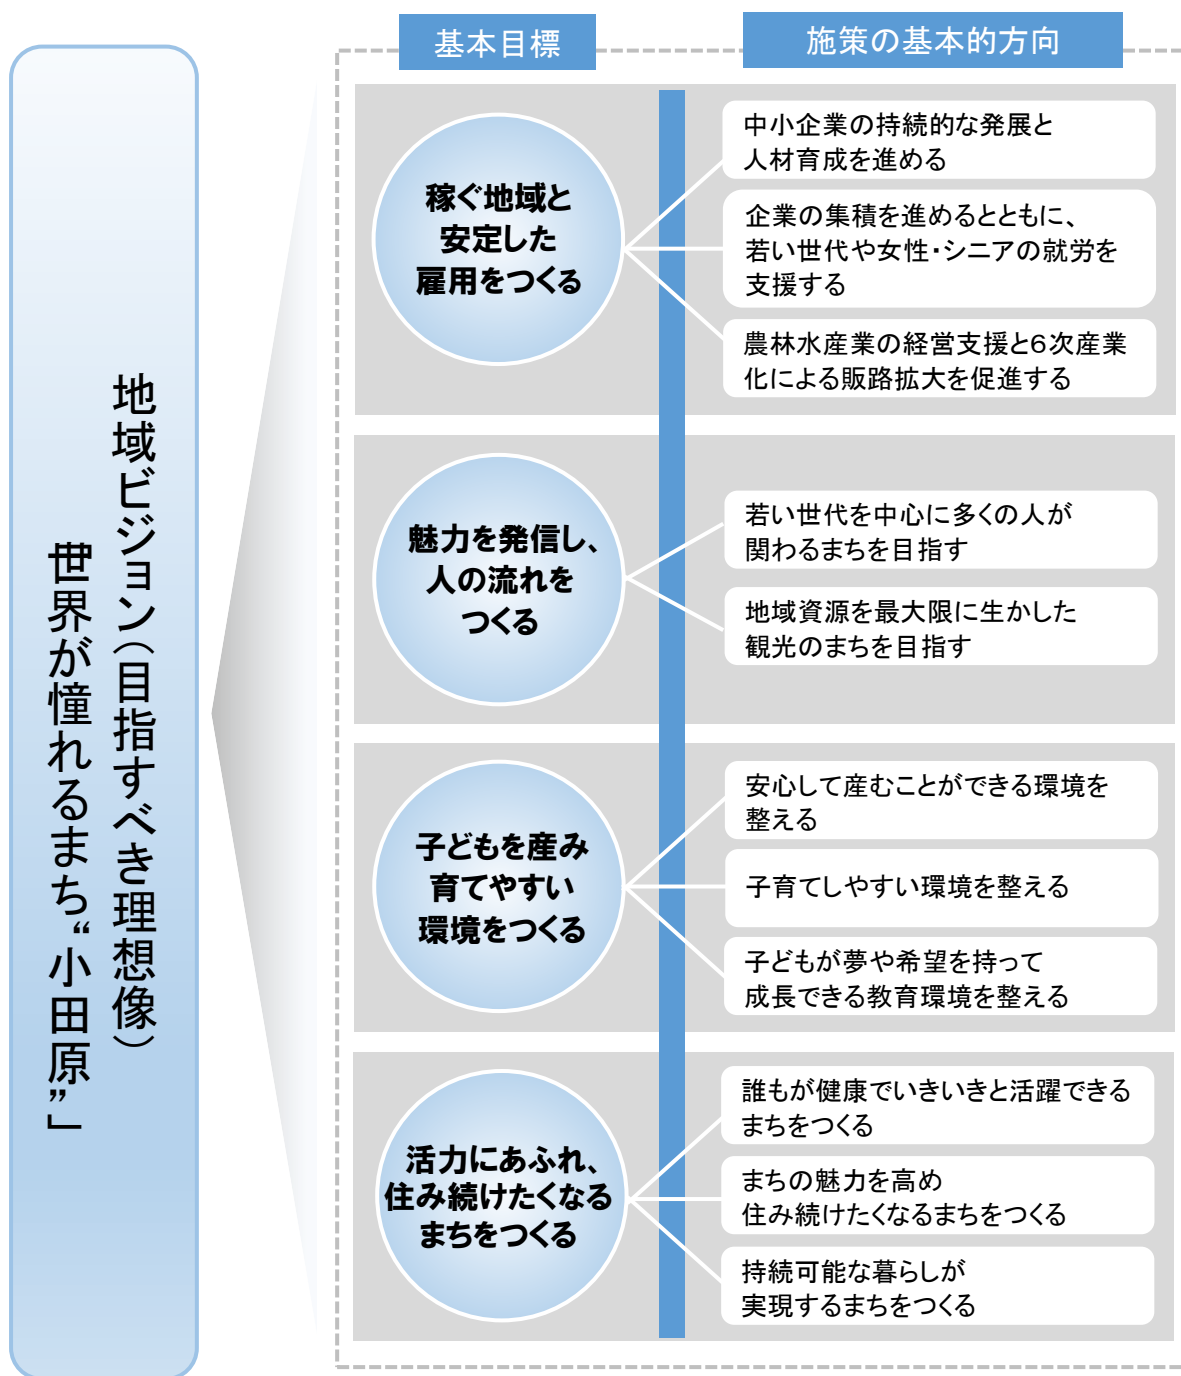 地域ビジョン（目指すべき理想像）
世界が憧れるまち“小田原”」
基本目標
施策の基本的方向
稼ぐ地域と
安定した
雇用をつくる
中小企業の持続的な発展と
人材育成を進める
企業の集積を進めるとともに、
若い世代や女性・シニアの就労を
支援する
農林水産業の経営支援と６次産業
化による販路拡大を促進する
魅力を発信し、
人の流れを
つくる
若い世代を中心に多くの人が
関わるまちを目指す
地域資源を最大限に生かした
観光のまちを目指す
子どもを産み
育てやすい
環境をつくる
安心して産むことができる環境を
整える
子育てしやすい環境を整える
子どもが夢や希望を持って
成長できる教育環境を整える
活力にあふれ、
住み続けたくなる
まちをつくる
誰もが健康でいきいきと活躍できる
まちをつくる
まちの魅力を高め
住み続けたくなるまちをつくる
持続可能な暮らしが
実現するまちをつくる